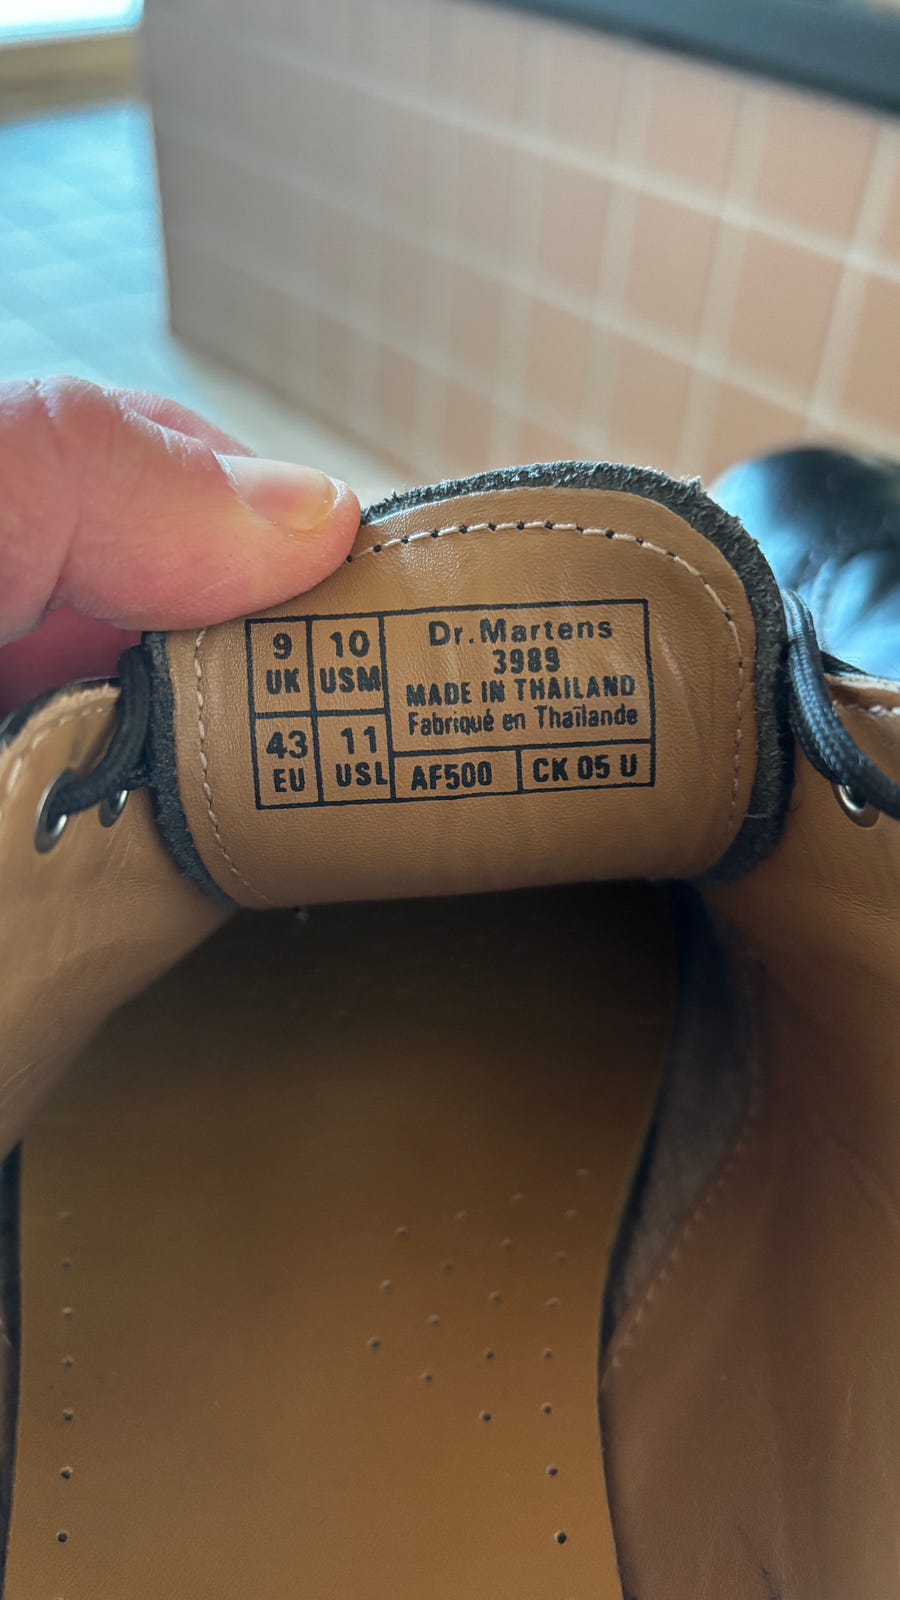 9 UK
10 USM
Dr.Martens
3989
MADE IN THAILAND
Fabriqué en Thaïlande
43 EU
11 USL
AF500
CK 05 U